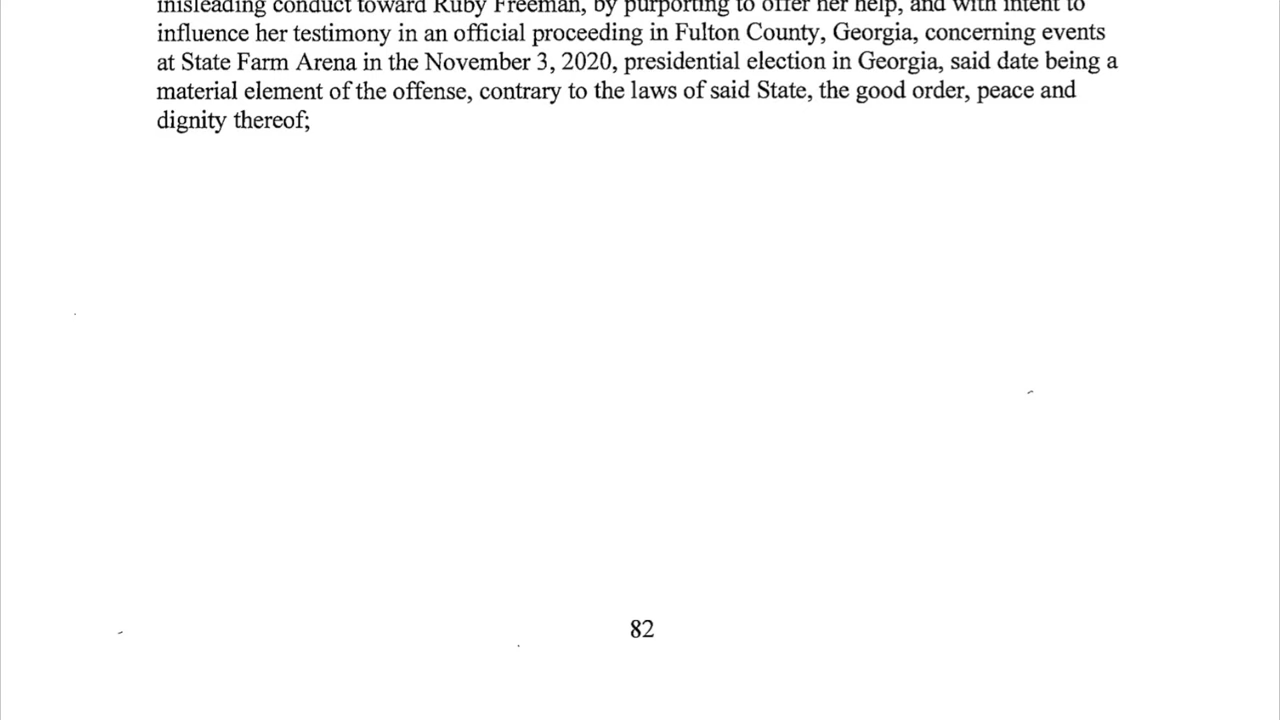 misleading conduct toward Ruby Freeman, by purporting to offer her help, and with intent to
influence her testimony in an official proceeding in Fulton County, Georgia, concerning events
at State Farm Arena in the November 3, 2020, presidential election in Georgia, said date being a
material element of the offense, contrary to the laws of said State, the good order, peace and
dignity thereof;
82